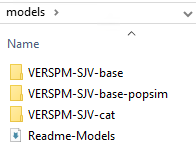 models >
Name
VERSPM-SJV-base
VERSPM-SJV-base-popsim
VERSPM-SJV-cat
Readme-Models